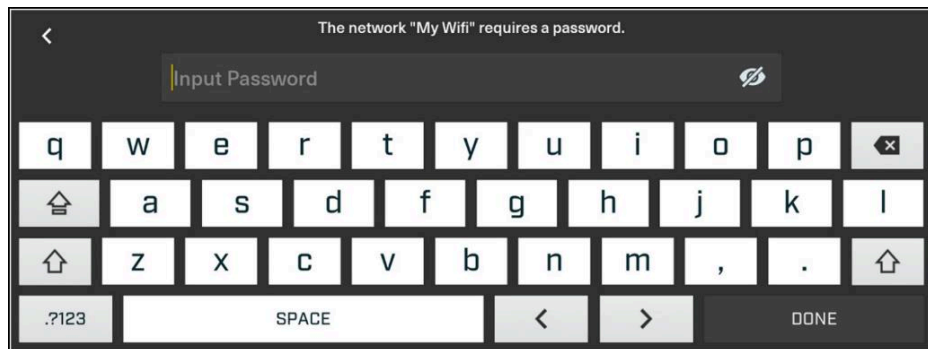 The network "My Wifi" requires a password.
Input Password
q w e r t y u i o p
a s d f g h j k l
z x c v b n m , .
.?123 SPACE < > DONE